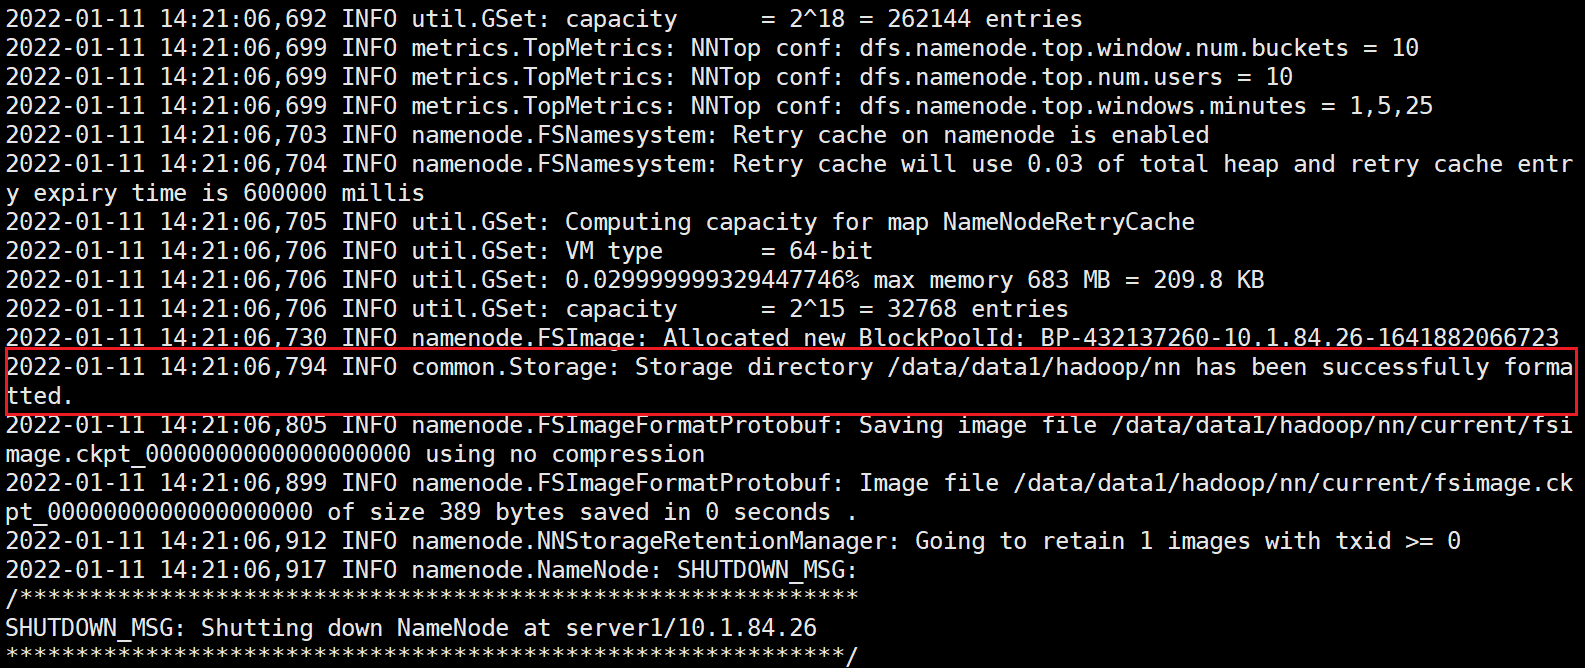 2022-01-11 14:21:06,692 INFO util.GSet: capacity      = 2^18 = 262144 entries
2022-01-11 14:21:06,699 INFO metrics.TopMetrics: NNTop conf: dfs.namenode.top.window.num.buckets = 10
2022-01-11 14:21:06,699 INFO metrics.TopMetrics: NNTop conf: dfs.namenode.top.num.users = 10
2022-01-11 14:21:06,699 INFO metrics.TopMetrics: NNTop conf: dfs.namenode.top.windows.minutes = 1,5,25
2022-01-11 14:21:06,703 INFO namenode.FSNamesystem: Retry cache on namenode is enabled
2022-01-11 14:21:06,704 INFO namenode.FSNamesystem: Retry cache will use 0.03 of total heap and retry cache entr
y expiry time is 600000 millis
2022-01-11 14:21:06,705 INFO util.GSet: Computing capacity for map NameNodeRetryCache
2022-01-11 14:21:06,706 INFO util.GSet: VM type       = 64-bit
2022-01-11 14:21:06,706 INFO util.GSet: 0.029999999329447746% max memory 683 MB = 209.8 KB
2022-01-11 14:21:06,706 INFO util.GSet: capacity      = 2^15 = 32768 entries
2022-01-11 14:21:06,730 INFO namenode.FSImage: Allocated new BlockPoolId: BP-432137260-10.1.84.26-1641882066723
2022-01-11 14:21:06,794 INFO common.Storage: Storage directory /data/data1/hadoop/nn has been successfully forma
tted.
2022-01-11 14:21:06,805 INFO namenode.FSImageFormatProtobuf: Saving image file /data/data1/hadoop/nn/current/fsi
mage.ckpt_0000000000000000000 using no compression
2022-01-11 14:21:06,899 INFO namenode.FSImageFormatProtobuf: Image file /data/data1/hadoop/nn/current/fsimage.ck
pt_0000000000000000000 of size 389 bytes saved in 0 seconds .
2022-01-11 14:21:06,912 INFO namenode.NNStorageRetentionManager: Going to retain 1 images with txid >= 0
2022-01-11 14:21:06,917 INFO namenode.NameNode: SHUTDOWN_MSG:
/************************************************************
SHUTDOWN_MSG: Shutting down NameNode at server1/10.1.84.26
************************************************************/